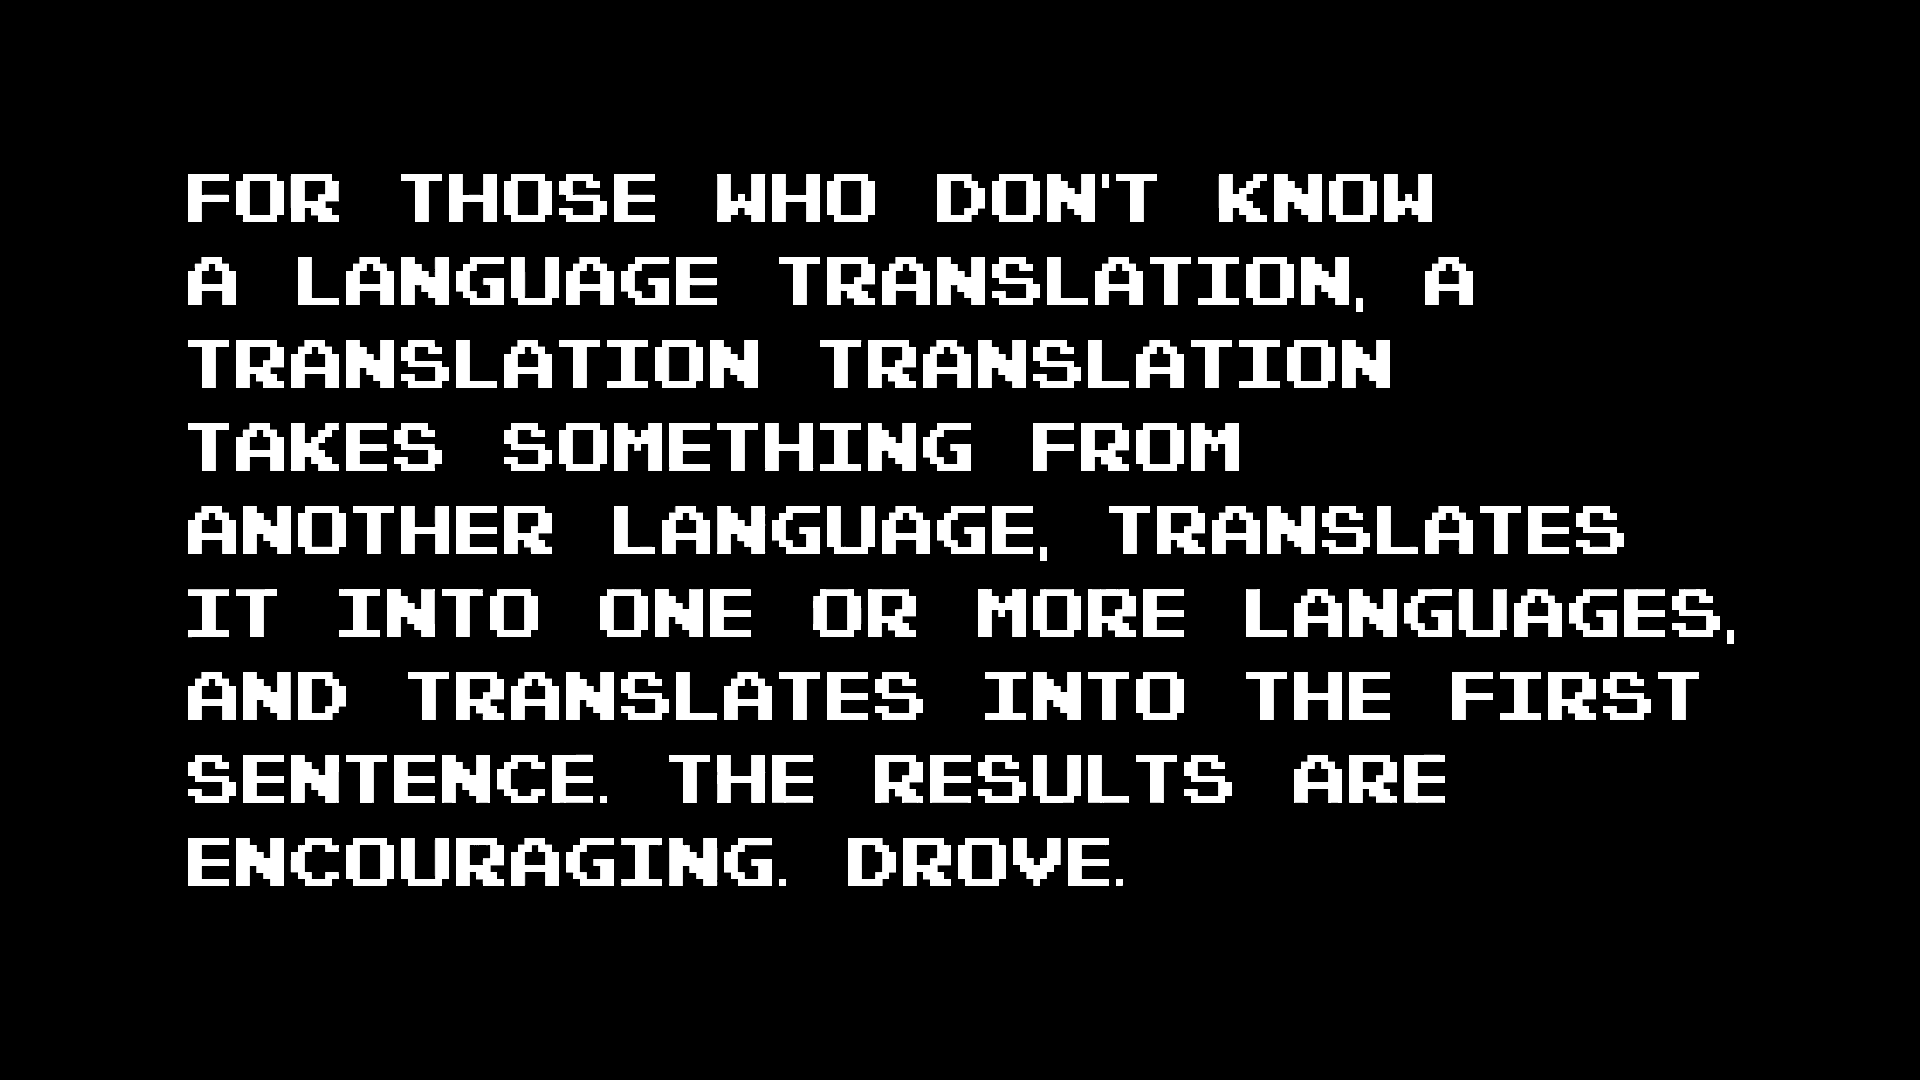 FOR THOSE WHO DON'T KNOW
A LANGUAGE TRANSLATION, A
TRANSLATION TRANSLATION
TAKES SOMETHING FROM
ANOTHER LANGUAGE, TRANSLATES
IT INTO ONE OR MORE LANGUAGES,
AND TRANSLATES INTO THE FIRST
SENTENCE. THE RESULTS ARE
ENCOURAGING. DROVE.